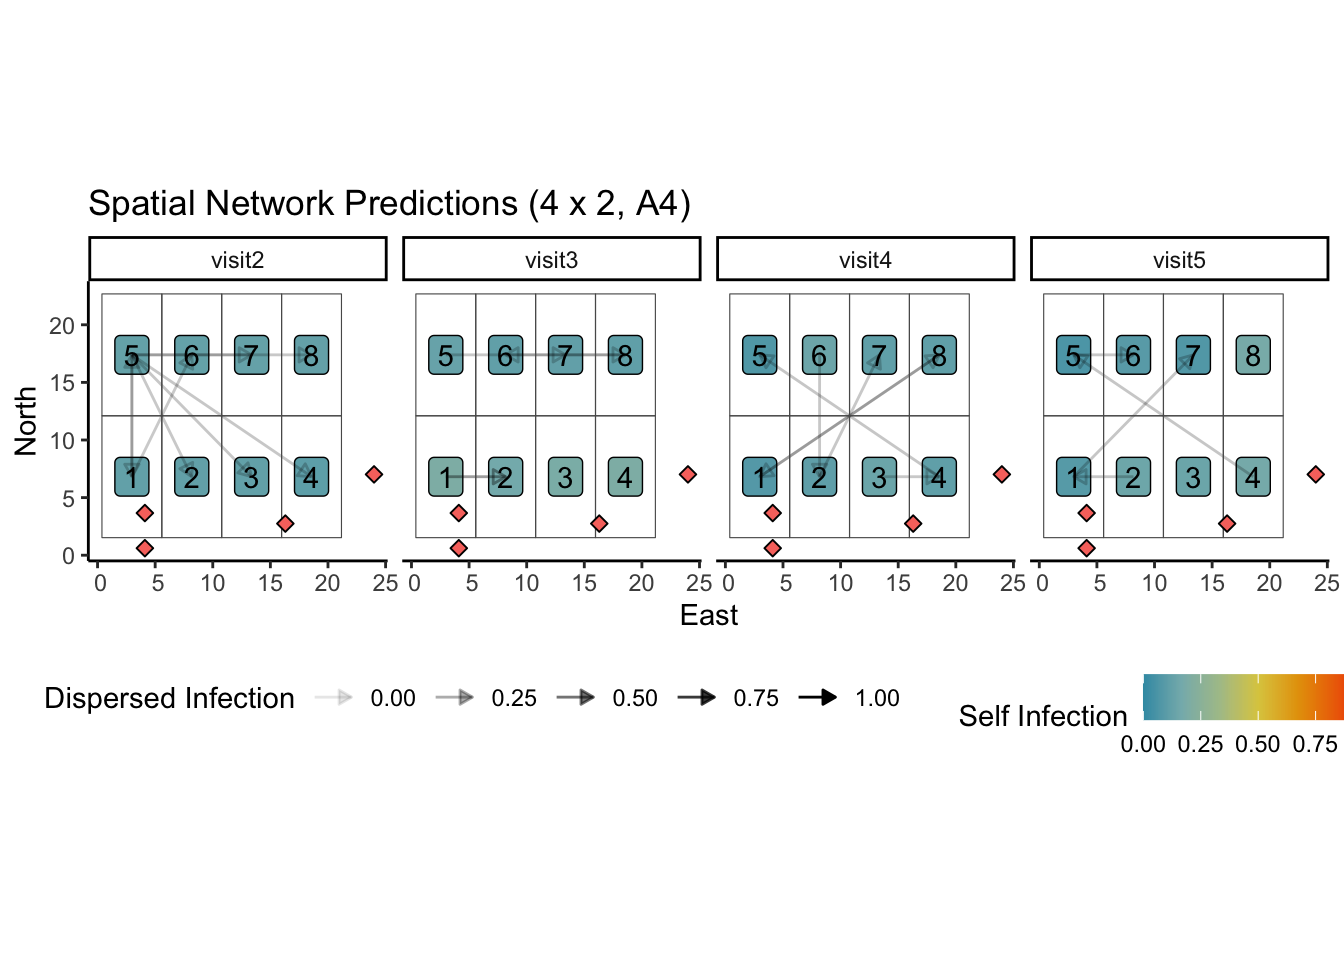 Spatial Network Predictions (4 x 2, A4)
visit2 visit3 visit4 visit5
North
20
15
10
5
0
5 6 7 8 5 6 7 8 5 6 7 8 5 6 7 8
1 2 3 4 1 2 3 4 1 2 3 4 1 2 3 4
0 5 10 15 20 25 0 5 10 15 20 25 0 5 10 15 20 25 0 5 10 15 20 25
East
Dispersed Infection 0.00 0.25 0.50 0.75 1.00
Self Infection
0.00 0.25 0.50 0.75